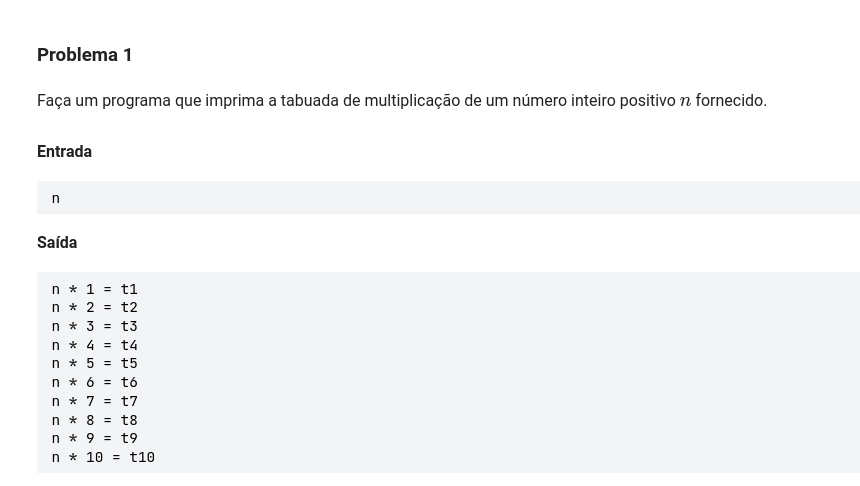 Problema 1
Faça um programa que imprima a tabuada de multiplicação de um número inteiro positivo n fornecido.
Entrada
n
Saída
n * 1 = t1
n * 2 = t2
n * 3 = t3
n * 4 = t4
n * 5 = t5
n * 6 = t6
n * 7 = t7
n * 8 = t8
n * 9 = t9
n * 10 = t10